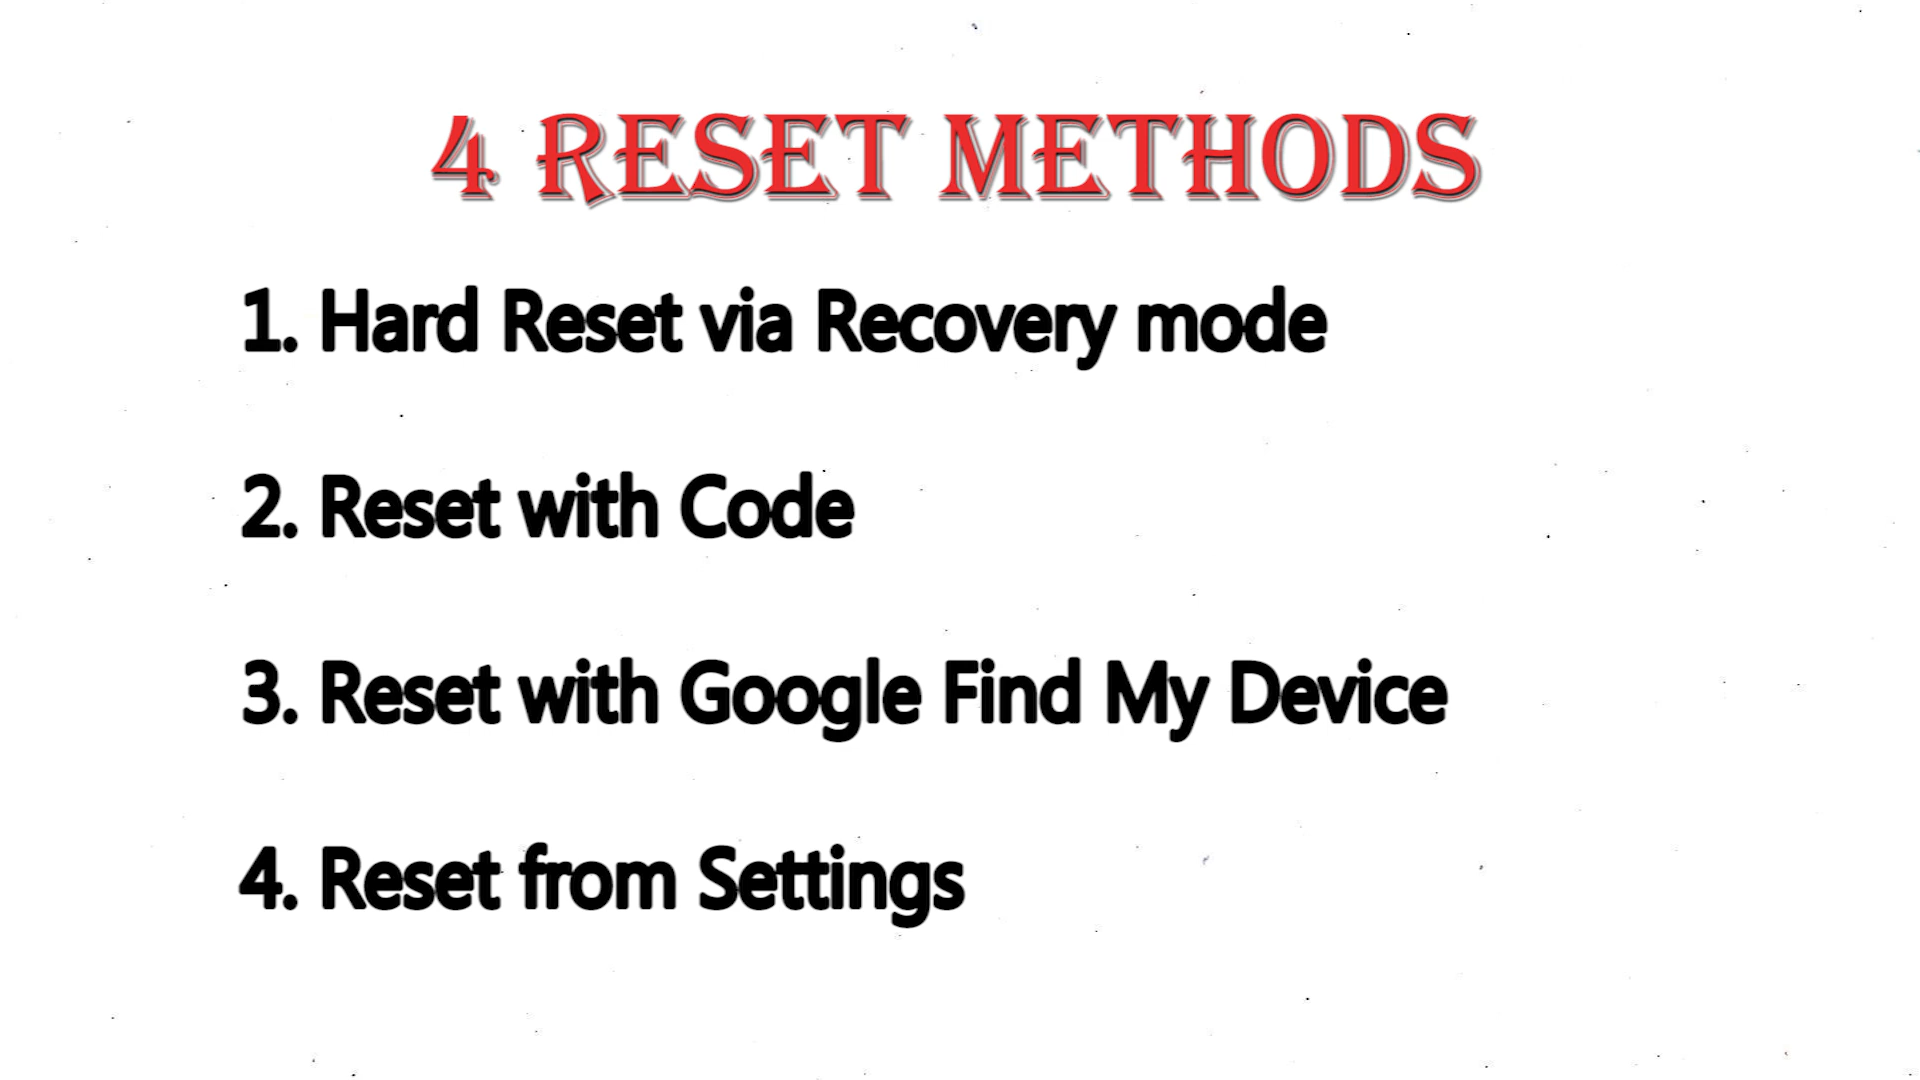 4 RESET METHODS
1. Hard Reset via Recovery mode
2. Reset with Code
3. Reset with Google Find My Device
4. Reset from Settings